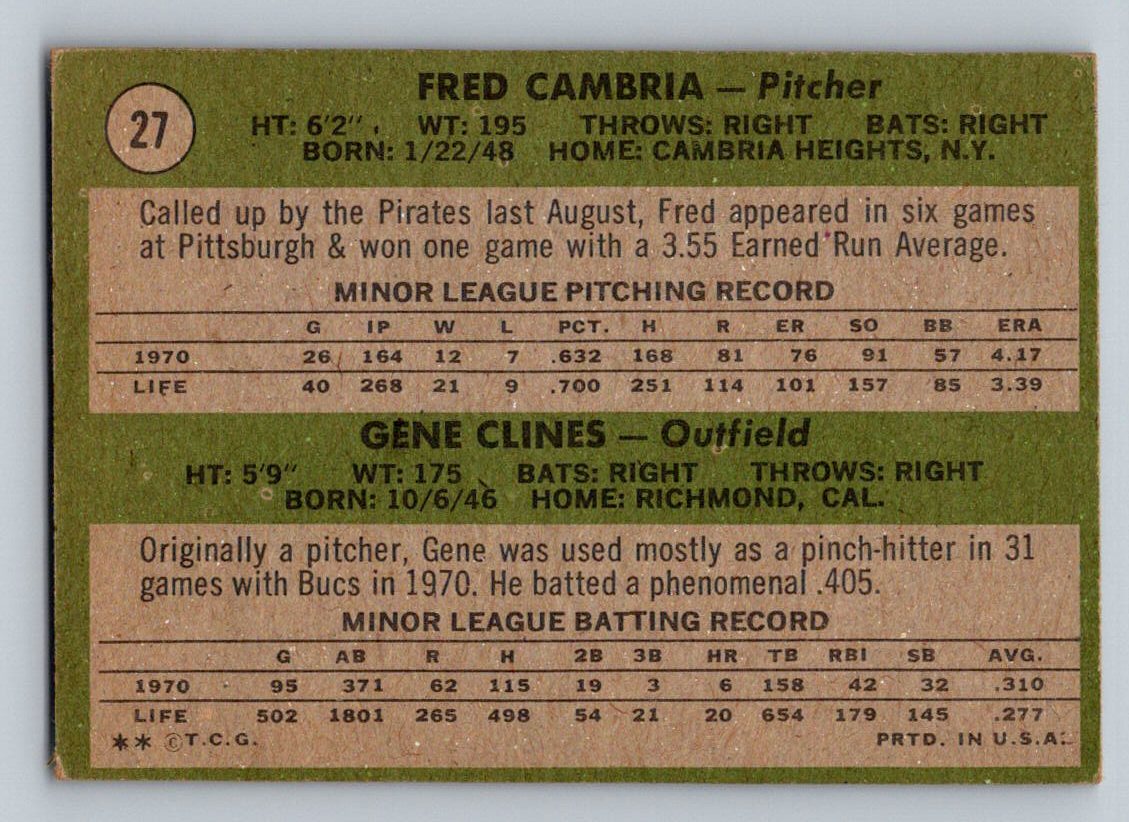 27
FRED CAMBRIA — Pitcher
HT: 6'2" WT: 195 THROWS: RIGHT BATS: RIGHT
BORN: 1/22/48 HOME: CAMBRIA HEIGHTS, N.Y.
Called up by the Pirates last August, Fred appeared in six games
at Pittsburgh & won one game with a 3.55 Earned Run Average.
MINOR LEAGUE PITCHING RECORD
G IP W L PCT. H R ER SO BB ERA
1970 26 164 12 7 .632 168 81 76 91 57 4.17
LIFE 40 268 21 9 .700 251 114 101 157 85 3.39
GENE CLINES — Outfield
HT: 5'9" WT: 175 BATS: RIGHT THROWS: RIGHT
BORN: 10/6/46 HOME: RICHMOND, CAL.
Originally a pitcher, Gene was used mostly as a pinch-hitter in 31
games with Bucs in 1970. He batted a phenomenal .405.
MINOR LEAGUE BATTING RECORD
G AB R H 2B 3B HR TB RBI SB AVG.
1970 95 371 62 115 19 3 6 158 42 32 .310
LIFE 502 1801 265 498 54 21 20 654 179 145 .277
** ©T.C.G. PRTD. IN U.S.A.